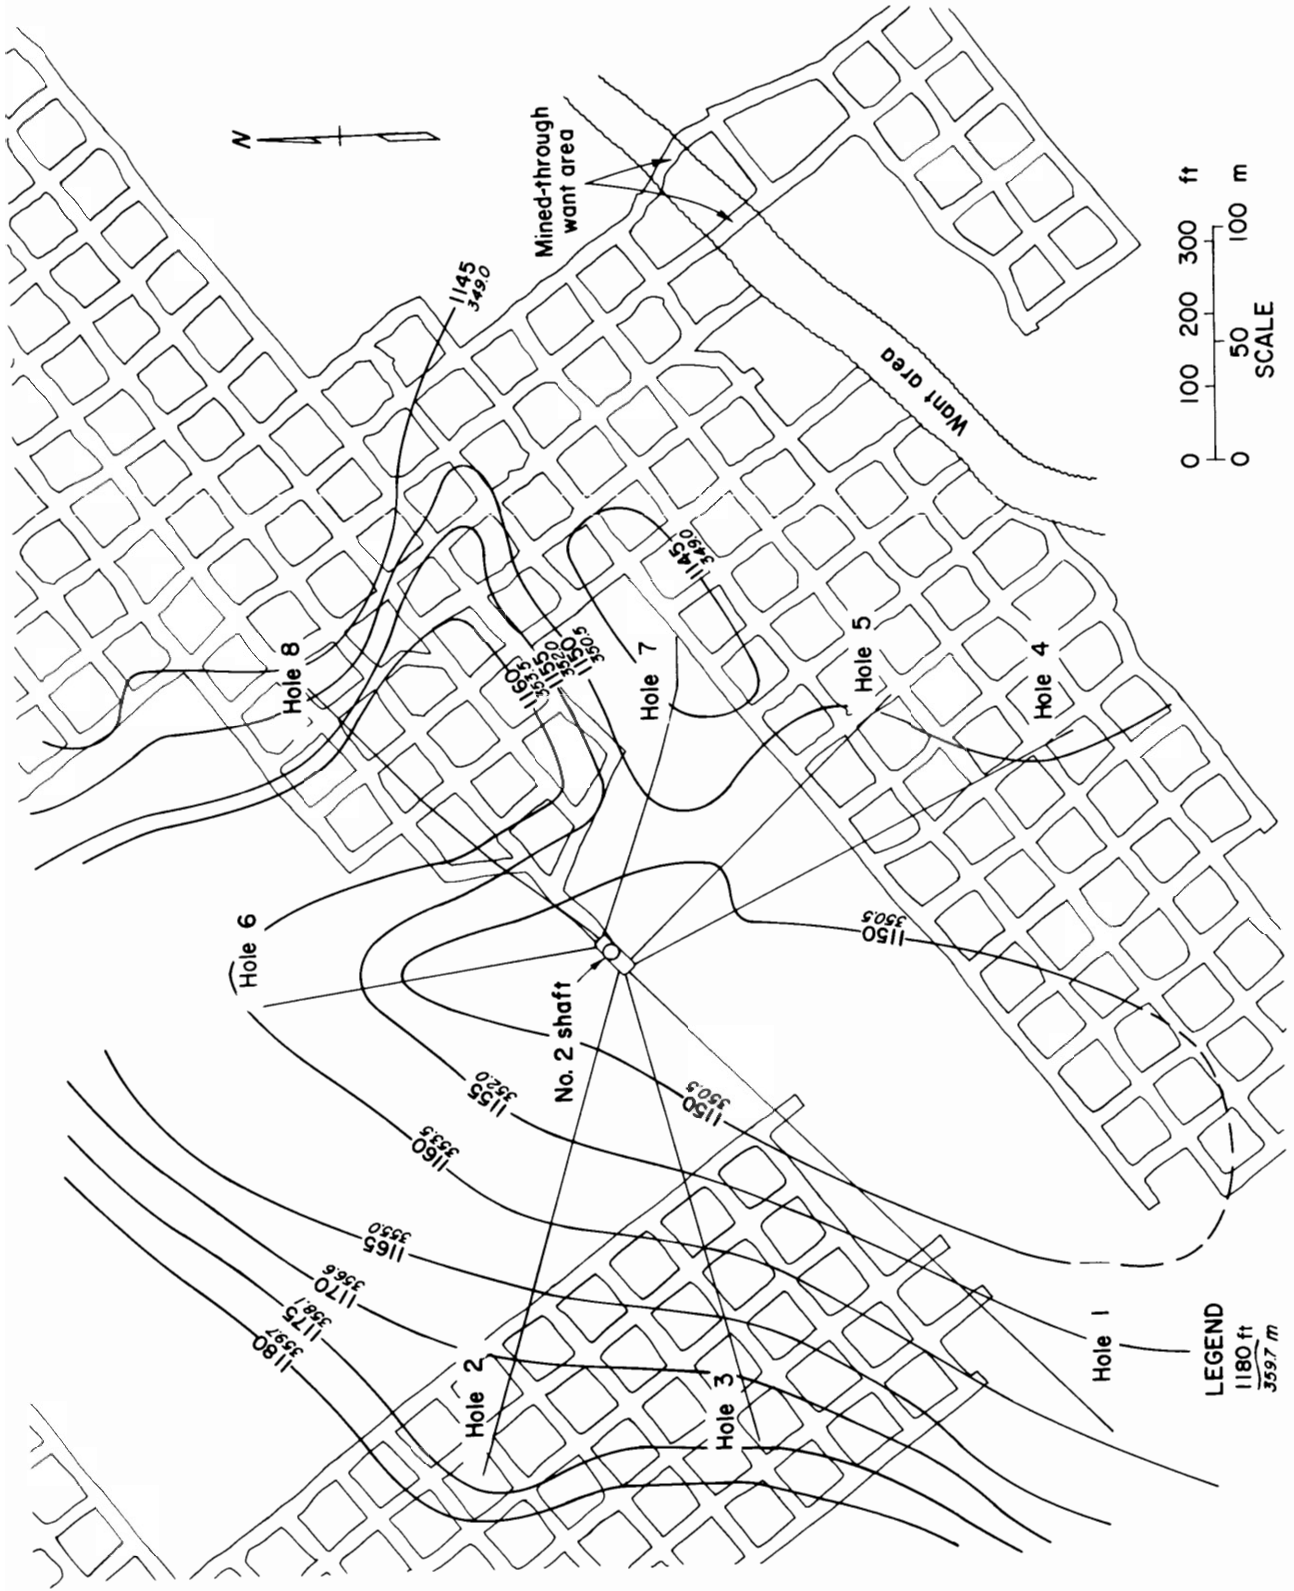 N
Mined-through
want area
1145
349.0
Want area
0 100 200 300 ft
0 50 100 m
SCALE
Hole 8
1160
353.5
1155
352.0
1150
350.5
1145
349.0
Hole 7
Hole 5
Hole 4
Hole 6
No. 2 shaft
1150
350.5
1155
352.0
1150
350.5
1160
353.5
1165
355.0
1170
356.6
1175
358.1
1180
359.7
Hole 2
Hole 3
Hole 1
LEGEND
1180 ft
359.7 m